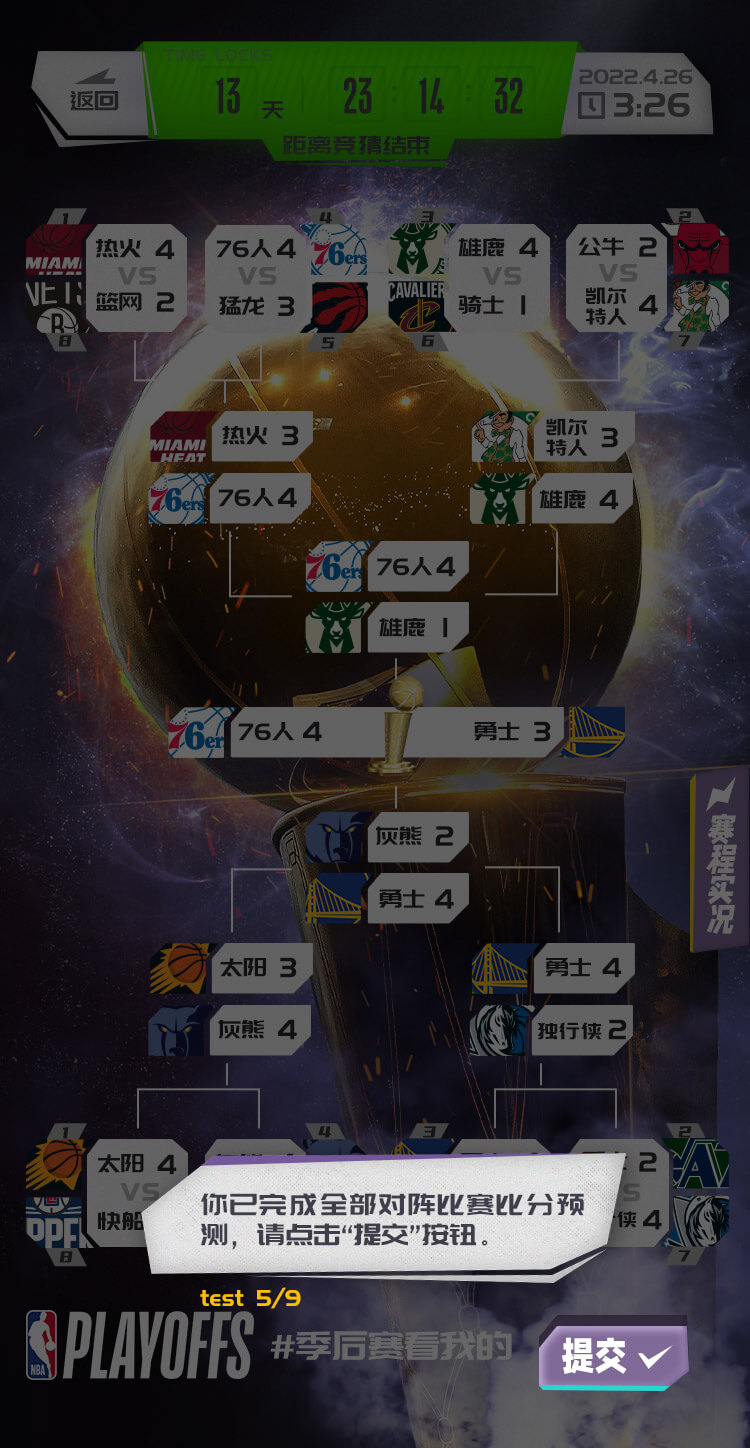 TIME LOCKS
返回
13 天 23 : 14 : 32
2022.4.26
3:26
距离竞猜结束
1
4
3
2
热火 4
76人 4
雄鹿 4
公牛 2
VS
VS
VS
VS
篮网 2
猛龙 3
骑士 1
凯尔
特人 4
MIAMI
NETS
B
76ers
CAVALIERS
C
8
5
6
7
MIAMI
HEAT
热火 3
凯尔
特人 3
76ers
76人 4
雄鹿 4
76ers
76人 4
雄鹿 1
76er
76人 4
勇士 3
灰熊 2
勇士 4
赛程实况
太阳 3
勇士 4
灰熊 4
独行侠 2
1
4
3
2
太阳 4
2
VS
S
快船
侠 4
8
7
你已完成全部对阵比赛比分预
测，请点击“提交”按钮。
test 5/9
NBA
PLAYOFFS
#季后赛看我的
提交